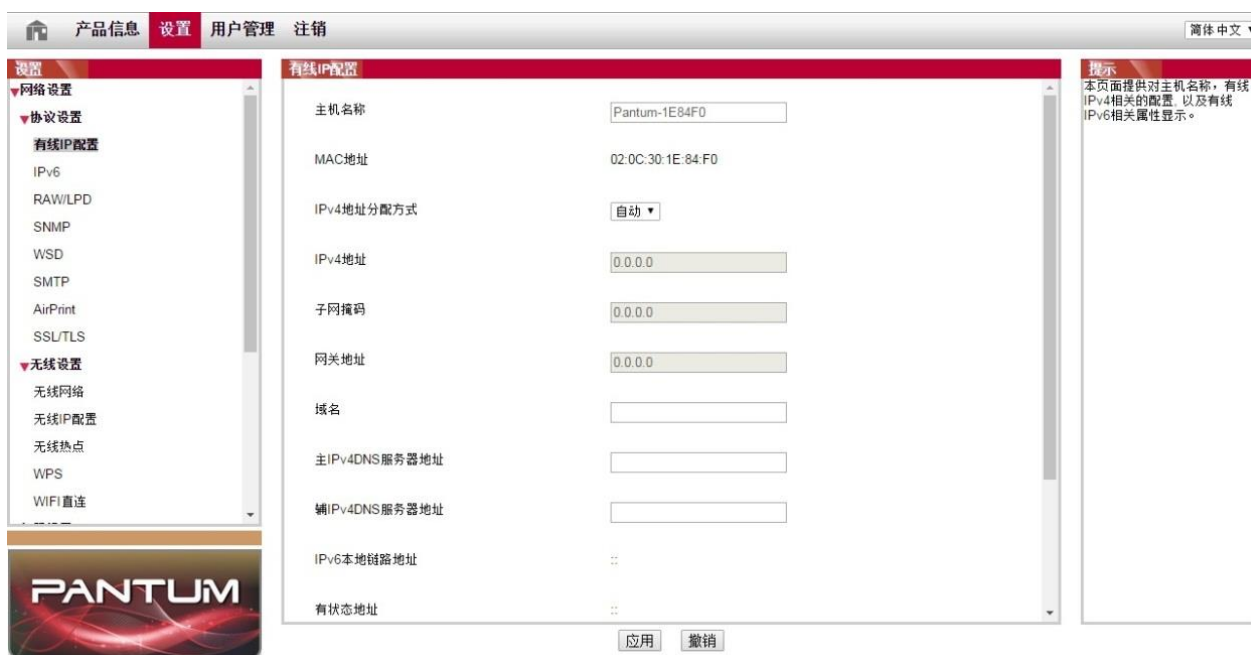 产品信息 设置 用户管理 注销
简体中文
设置
网络设置
协议设置
有线IP配置
IPv6
RAW/LPD
SNMP
WSD
SMTP
AirPrint
SSL/TLS
无线设置
无线网络
无线IP配置
无线热点
WPS
WIFI直连
PANTUM
有线IP配置
主机名称 Pantum-1E84F0
MAC地址 02:0C:30:1E:84:F0
IPv4地址分配方式 自动
IPv4地址 0.0.0.0
子网掩码 0.0.0.0
网关地址 0.0.0.0
域名
主IPv4DNS服务器地址
辅IPv4DNS服务器地址
IPv6本地链路地址 ::
有状态地址 ::
应用 撤销
提示
本页面提供对主机名称，有线
IPv4相关的配置, 以及有线
IPv6相关属性显示。